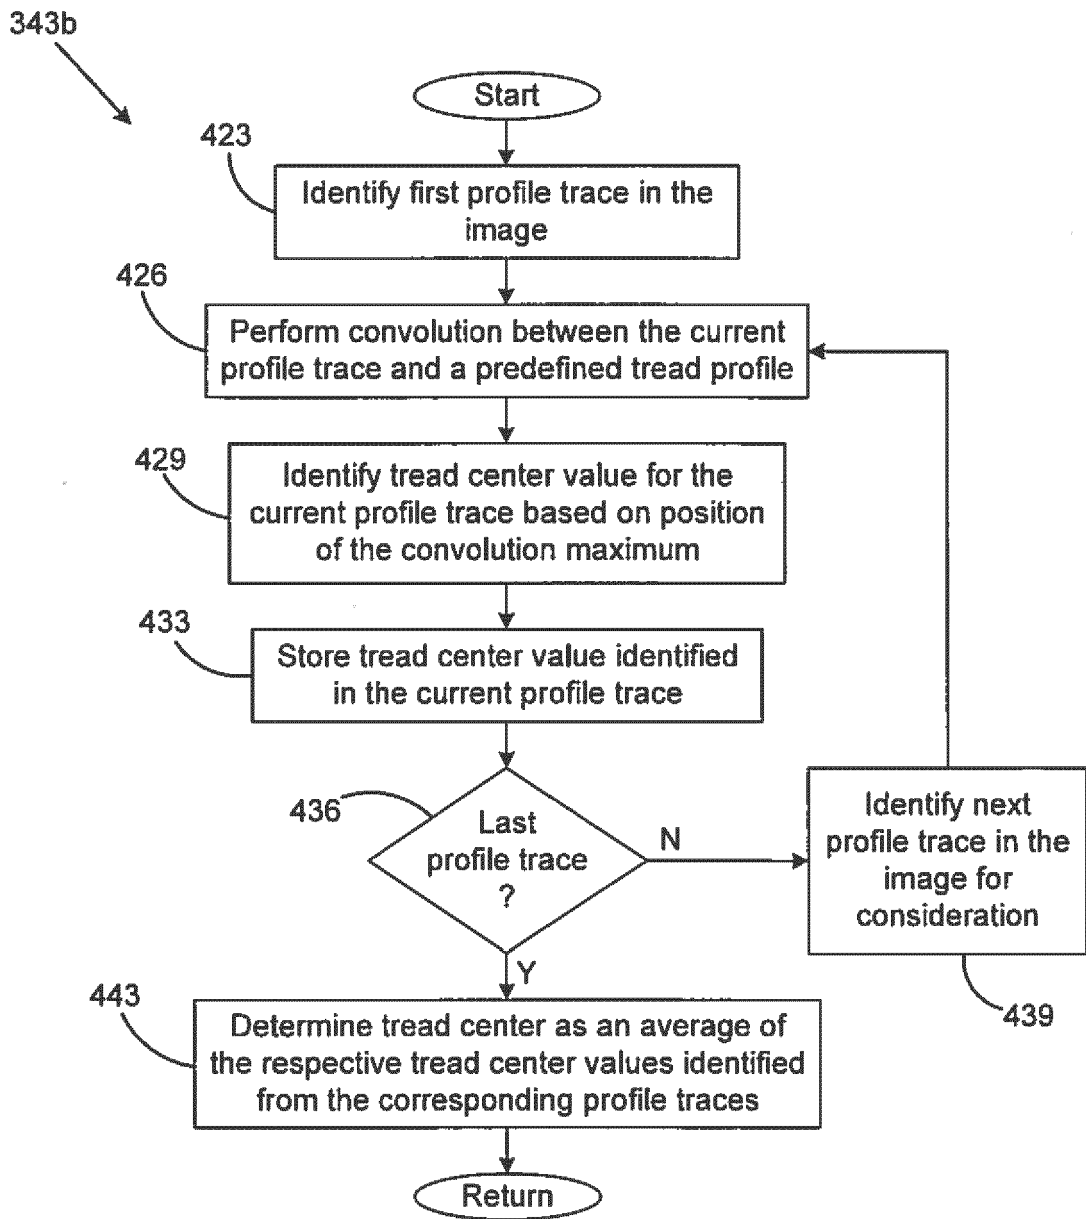 343b
Start
423
Identify first profile trace in the
image
426
Perform convolution between the current
profile trace and a predefined tread profile
429
Identify tread center value for the
current profile trace based on position
of the convolution maximum
433
Store tread center value identified
in the current profile trace
436
Last
profile trace
?
N
Identify next
profile trace in the
image for
consideration
439
Y
443
Determine tread center as an average of
the respective tread center values identified
from the corresponding profile traces
Return